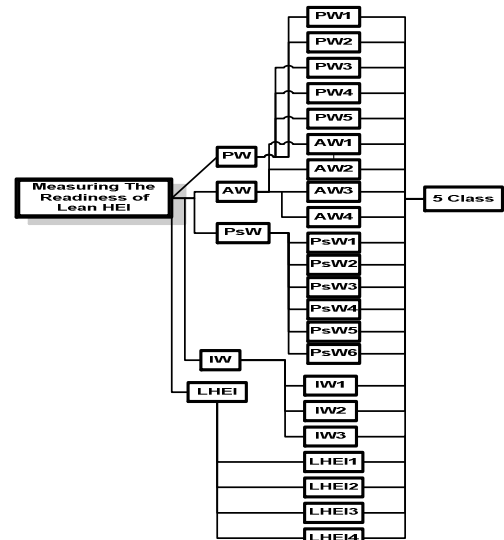 PW1
PW2
PW3
PW4
PW5
PW
AW1
AW2
AW
AW3
AW4
Measuring The
Readiness of
Lean HEI
5 Class
PsW
PsW1
PsW2
PsW3
PsW4
PsW5
PsW6
IW
IW1
LHEI
IW2
IW3
LHEI1
LHEI2
LHEI3
LHEI4